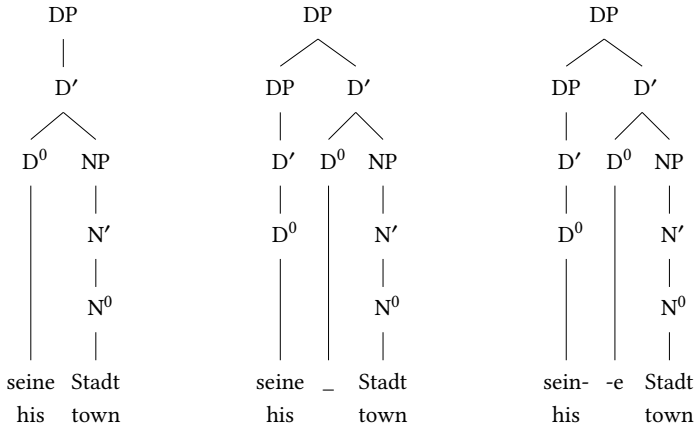 DP DP DP
D′ DP D′ DP D′
D⁰ NP D′ D⁰ NP D′ D⁰ NP
N′ D⁰ N′ D⁰ N′
N⁰ N⁰ N⁰
seine Stadt seine _ Stadt sein- -e Stadt
his town his town his town